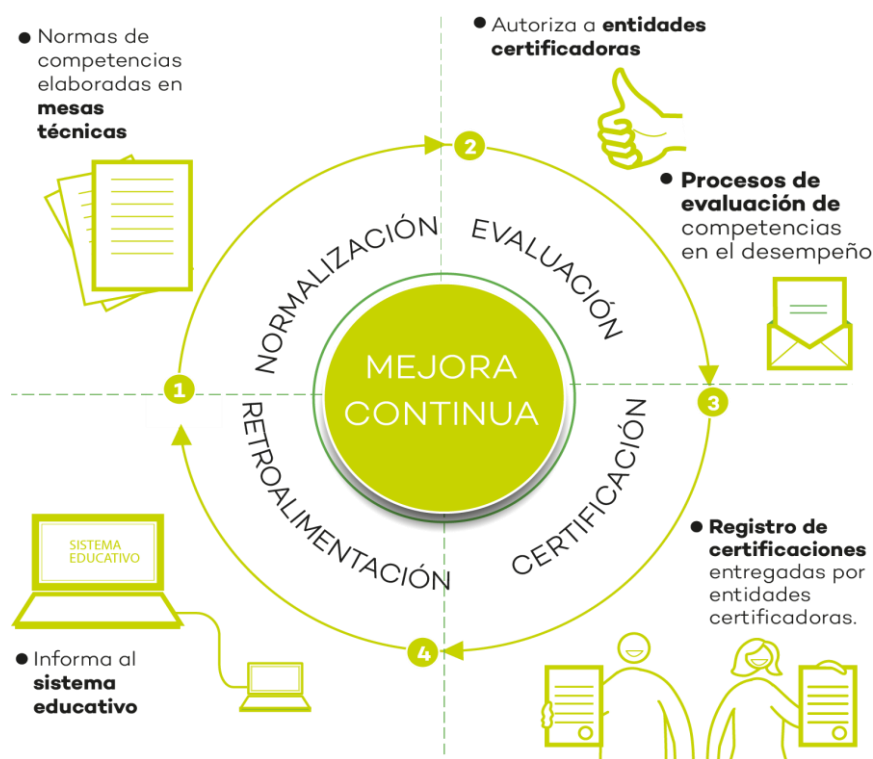 ● Normas de
competencias
elaboradas en
mesas
técnicas
● Autoriza a entidades
certificadoras
● Procesos de
evaluación de
competencias
en el desempeño
1
2
3
4
NORMALIZACIÓN
EVALUACIÓN
CERTIFICACIÓN
RETROALIMENTACIÓN
MEJORA
CONTINUA
● Registro de
certificaciones
entregadas por
entidades
certificadoras.
SISTEMA
EDUCATIVO
● Informa al
sistema
educativo